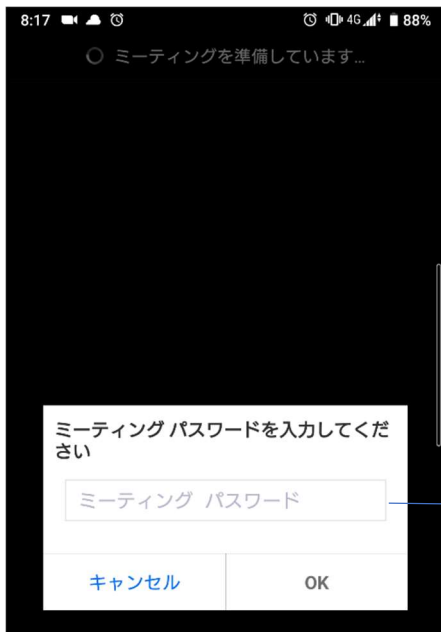 8:17 4G 88%
ミーティングを準備しています...
ミーティング パスワードを入力してくだ
さい
ミーティング パスワード
キャンセル OK